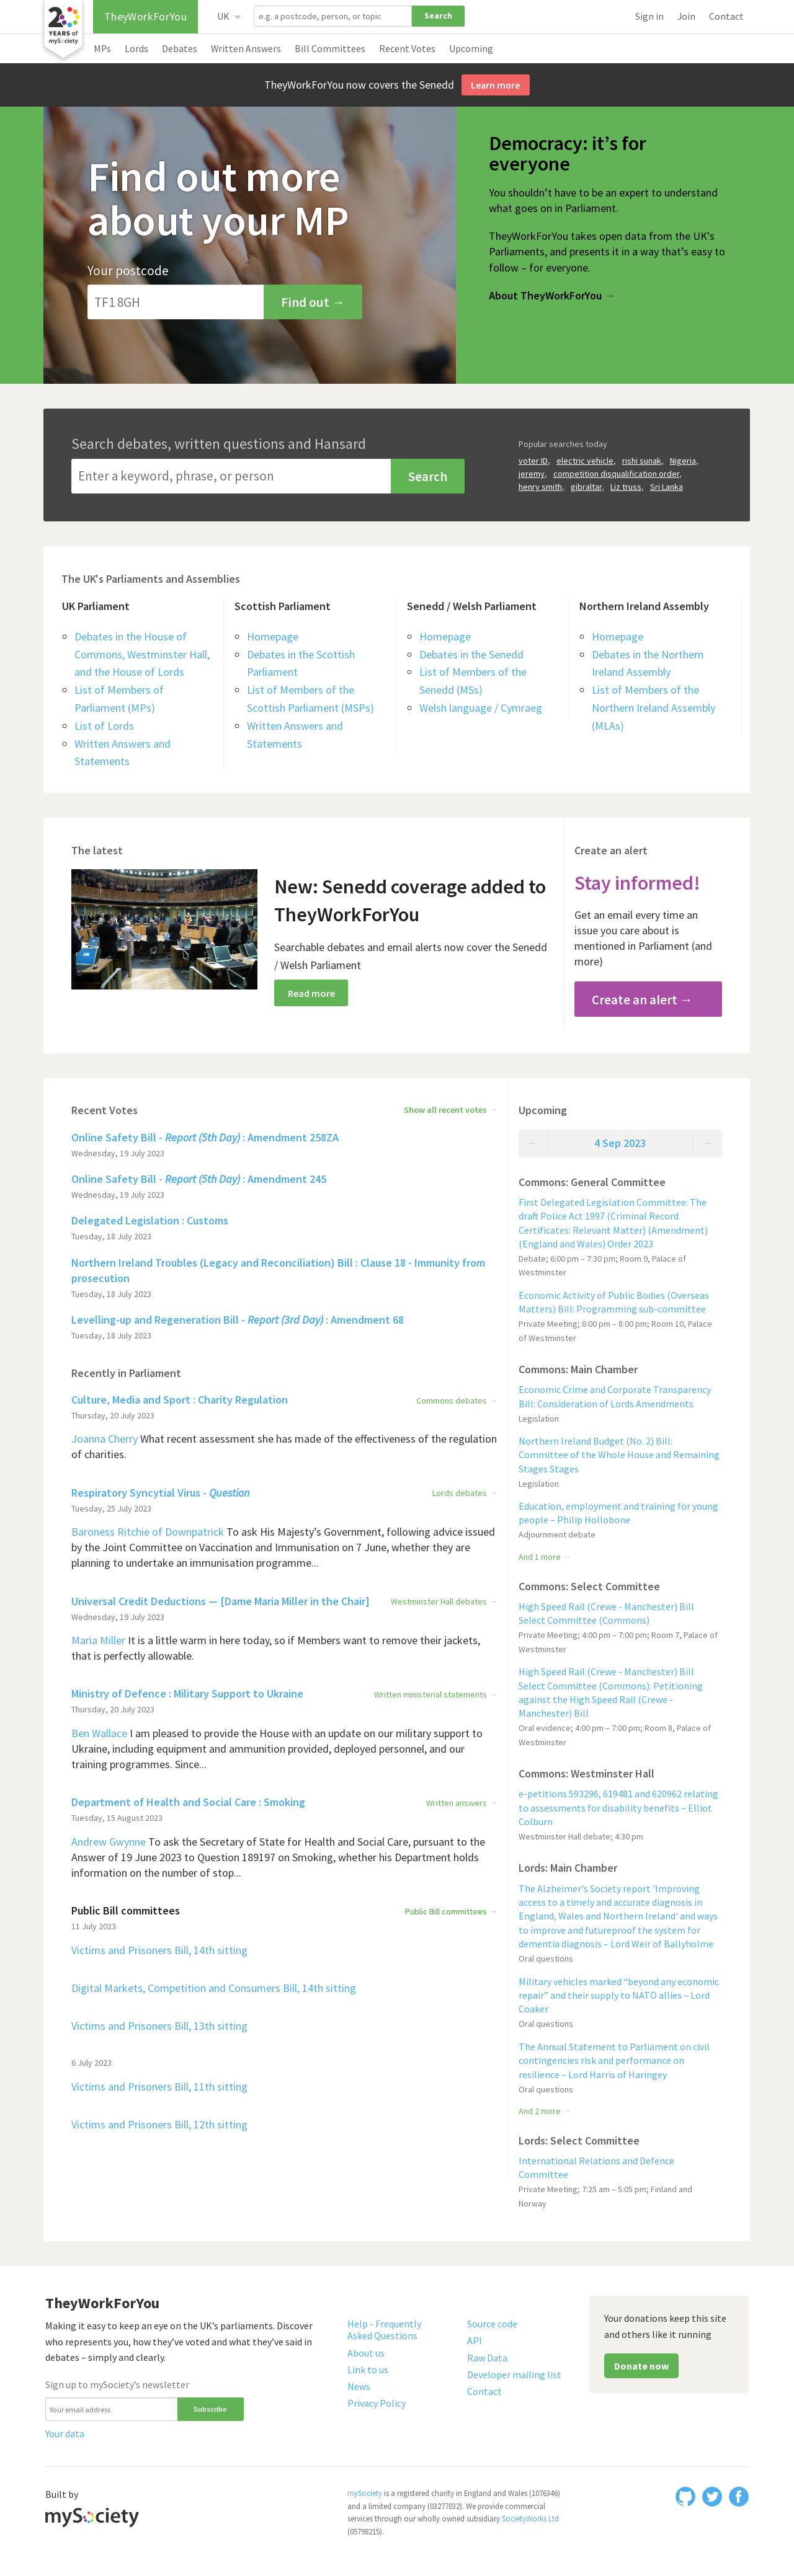 20
YEARS of
mySociety
TheyWorkForYou
UK
e.g. a postcode, person, or topic
Search
Sign in
Join
Contact
MPs
Lords
Debates
Written Answers
Bill Committees
Recent Votes
Upcoming
TheyWorkForYou now covers the Senedd
Learn more
Find out more
about your MP
Your postcode
TF1 8GH
Find out →
Democracy: it’s for
everyone
You shouldn’t have to be an expert to understand
what goes on in Parliament.
TheyWorkForYou takes open data from the UK’s
Parliaments, and presents it in a way that’s easy to
follow – for everyone.
About TheyWorkForYou →
Search debates, written questions and Hansard
Enter a keyword, phrase, or person
Search
Popular searches today
voter ID, electric vehicle, rishi sunak, Nigeria,
jeremy, competition disqualification order,
henry smith, gibraltar, Liz truss, Sri Lanka
The UK's Parliaments and Assemblies
UK Parliament
Debates in the House of
Commons, Westminster Hall,
and the House of Lords
List of Members of
Parliament (MPs)
List of Lords
Written Answers and
Statements
Scottish Parliament
Homepage
Debates in the Scottish
Parliament
List of Members of the
Scottish Parliament (MSPs)
Written Answers and
Statements
Senedd / Welsh Parliament
Homepage
Debates in the Senedd
List of Members of the
Senedd (MSs)
Welsh language / Cymraeg
Northern Ireland Assembly
Homepage
Debates in the Northern
Ireland Assembly
List of Members of the
Northern Ireland Assembly
(MLAs)
The latest
New: Senedd coverage added to
TheyWorkForYou
Searchable debates and email alerts now cover the Senedd
/ Welsh Parliament
Read more
Create an alert
Stay informed!
Get an email every time an
issue you care about is
mentioned in Parliament (and
more)
Create an alert →
Recent Votes
Show all recent votes →
Online Safety Bill - Report (5th Day) : Amendment 258ZA
Wednesday, 19 July 2023
Online Safety Bill - Report (5th Day) : Amendment 245
Wednesday, 19 July 2023
Delegated Legislation : Customs
Tuesday, 18 July 2023
Northern Ireland Troubles (Legacy and Reconciliation) Bill : Clause 18 - Immunity from
prosecution
Tuesday, 18 July 2023
Levelling-up and Regeneration Bill - Report (3rd Day) : Amendment 68
Tuesday, 18 July 2023
Recently in Parliament
Culture, Media and Sport : Charity Regulation
Commons debates →
Thursday, 20 July 2023
Joanna Cherry What recent assessment she has made of the effectiveness of the regulation
of charities.
Respiratory Syncytial Virus - Question
Lords debates →
Tuesday, 25 July 2023
Baroness Ritchie of Downpatrick To ask His Majesty’s Government, following advice issued
by the Joint Committee on Vaccination and Immunisation on 7 June, whether they are
planning to undertake an immunisation programme...
Universal Credit Deductions — [Dame Maria Miller in the Chair]
Westminster Hall debates →
Wednesday, 19 July 2023
Maria Miller It is a little warm in here today, so if Members want to remove their jackets,
that is perfectly allowable.
Ministry of Defence : Military Support to Ukraine
Written ministerial statements →
Thursday, 20 July 2023
Ben Wallace I am pleased to provide the House with an update on our military support to
Ukraine, including equipment and ammunition provided, deployed personnel, and our
training programmes. Since...
Department of Health and Social Care : Smoking
Written answers →
Tuesday, 15 August 2023
Andrew Gwynne To ask the Secretary of State for Health and Social Care, pursuant to the
Answer of 19 June 2023 to Question 189197 on Smoking, whether his Department holds
information on the number of stop...
Public Bill committees
Public Bill committees →
11 July 2023
Victims and Prisoners Bill, 14th sitting
Digital Markets, Competition and Consumers Bill, 14th sitting
Victims and Prisoners Bill, 13th sitting
6 July 2023
Victims and Prisoners Bill, 11th sitting
Victims and Prisoners Bill, 12th sitting
Upcoming
← 4 Sep 2023 →
Commons: General Committee
First Delegated Legislation Committee: The
draft Police Act 1997 (Criminal Record
Certificates: Relevant Matter) (Amendment)
(England and Wales) Order 2023
Debate; 6:00 pm – 7:30 pm; Room 9, Palace of
Westminster
Economic Activity of Public Bodies (Overseas
Matters) Bill: Programming sub-committee
Private Meeting; 6:00 pm – 8:00 pm; Room 10, Palace
of Westminster
Commons: Main Chamber
Economic Crime and Corporate Transparency
Bill: Consideration of Lords Amendments
Legislation
Northern Ireland Budget (No. 2) Bill:
Committee of the Whole House and Remaining
Stages Stages
Legislation
Education, employment and training for young
people – Philip Hollobone
Adjournment debate
And 1 more →
Commons: Select Committee
High Speed Rail (Crewe - Manchester) Bill
Select Committee (Commons)
Private Meeting; 4:00 pm – 7:00 pm; Room 7, Palace of
Westminster
High Speed Rail (Crewe - Manchester) Bill
Select Committee (Commons): Petitioning
against the High Speed Rail (Crewe -
Manchester) Bill
Oral evidence; 4:00 pm – 7:00 pm; Room 8, Palace of
Westminster
Commons: Westminster Hall
e-petitions 593296, 619481 and 620962 relating
to assessments for disability benefits – Elliot
Colburn
Westminster Hall debate; 4:30 pm
Lords: Main Chamber
The Alzheimer's Society report 'Improving
access to a timely and accurate diagnosis in
England, Wales and Northern Ireland' and ways
to improve and futureproof the system for
dementia diagnosis – Lord Weir of Ballyholme
Oral questions
Military vehicles marked “beyond any economic
repair” and their supply to NATO allies – Lord
Coaker
Oral questions
The Annual Statement to Parliament on civil
contingencies risk and performance on
resilience – Lord Harris of Haringey
Oral questions
And 2 more →
Lords: Select Committee
International Relations and Defence
Committee
Private Meeting; 7:25 am – 5:05 pm; Finland and
Norway
TheyWorkForYou
Making it easy to keep an eye on the UK’s parliaments. Discover
who represents you, how they’ve voted and what they’ve said in
debates – simply and clearly.
Sign up to mySociety’s newsletter
Your email address
Subscribe
Your data
Help - Frequently
Asked Questions
About us
Link to us
News
Privacy Policy
Source code
API
Raw Data
Developer mailing list
Contact
Your donations keep this site
and others like it running
Donate now
Built by
mySociety
mySociety is a registered charity in England and Wales (1076346)
and a limited company (03277032). We provide commercial
services through our wholly owned subsidiary SocietyWorks Ltd
(05798215).